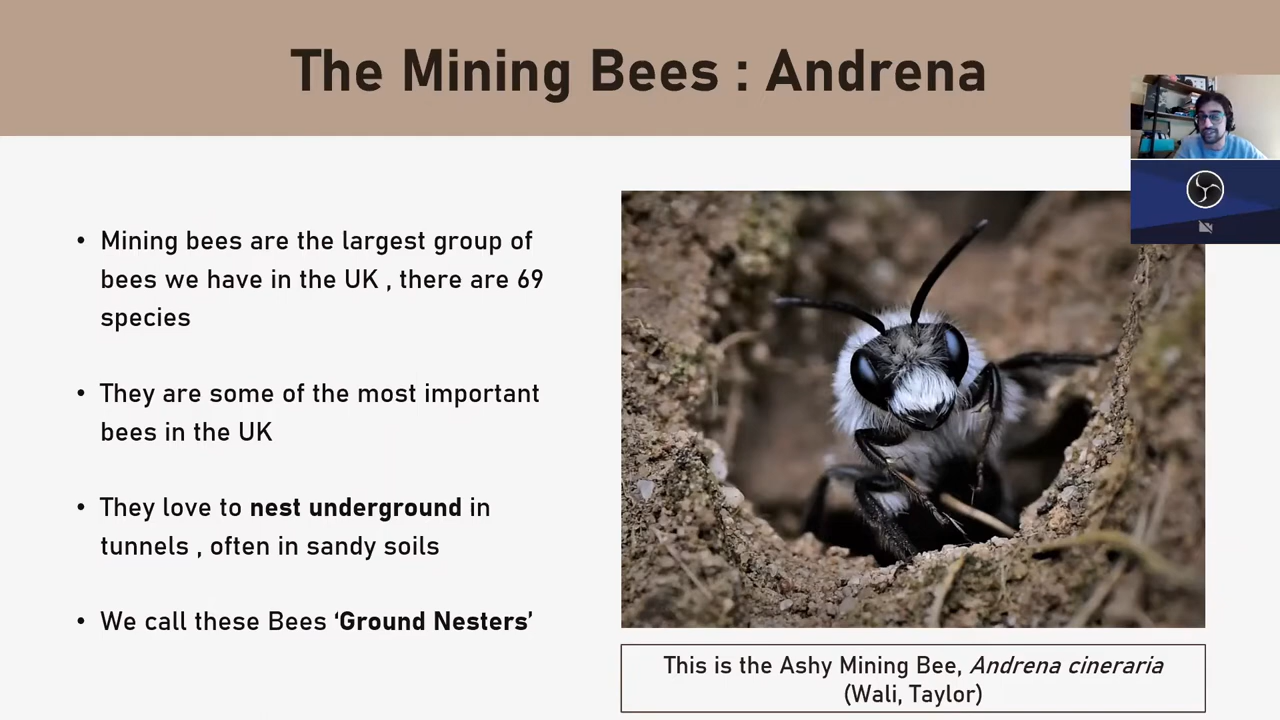 The Mining Bees : Andrena
• Mining bees are the largest group of
bees we have in the UK , there are 69
species
• They are some of the most important
bees in the UK
• They love to nest underground in
tunnels , often in sandy soils
• We call these Bees ‘Ground Nesters’
This is the Ashy Mining Bee, Andrena cineraria
(Wali, Taylor)